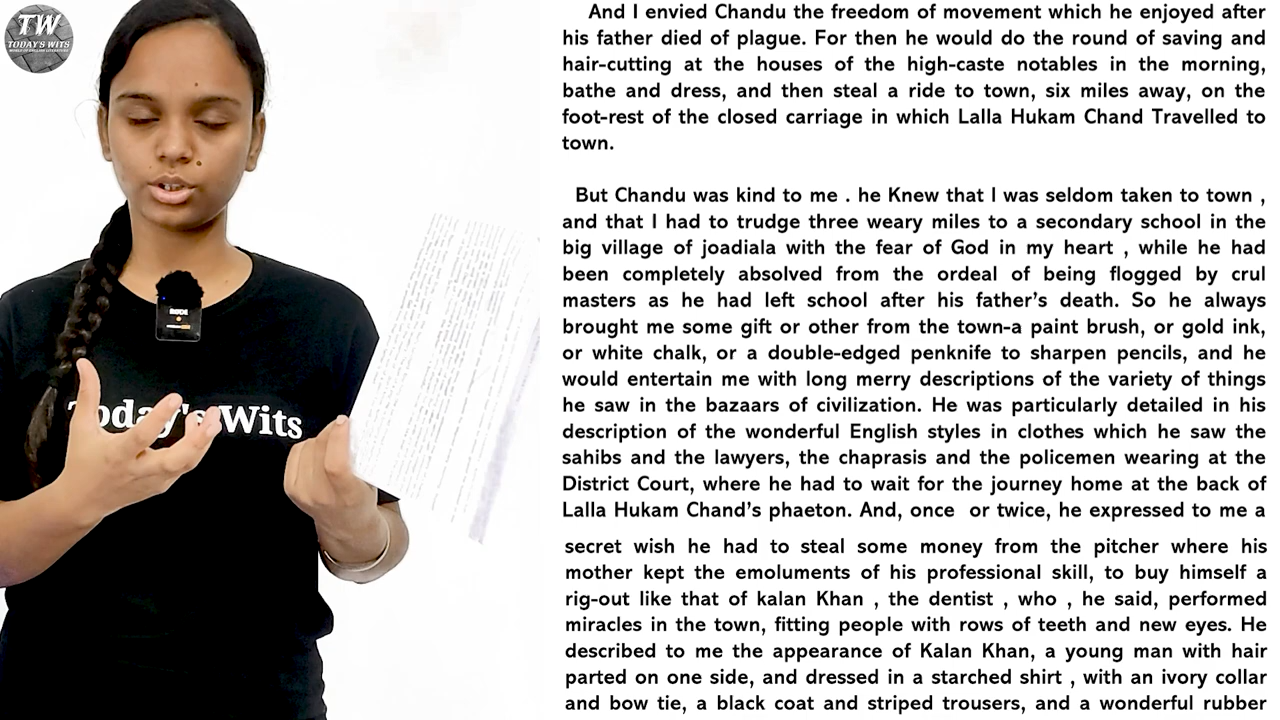 TW
TODAY'S WITS
WORLD OF ENGLISH LITERATURE
Today's Wits
And I envied Chandu the freedom of movement which he enjoyed after
his father died of plague. For then he would do the round of saving and
hair-cutting at the houses of the high-caste notables in the morning,
bathe and dress, and then steal a ride to town, six miles away, on the
foot-rest of the closed carriage in which Lalla Hukam Chand Travelled to
town.
But Chandu was kind to me . he Knew that I was seldom taken to town ,
and that I had to trudge three weary miles to a secondary school in the
big village of joadiala with the fear of God in my heart , while he had
been completely absolved from the ordeal of being flogged by crul
masters as he had left school after his father's death. So he always
brought me some gift or other from the town-a paint brush, or gold ink,
or white chalk, or a double-edged penknife to sharpen pencils, and he
would entertain me with long merry descriptions of the variety of things
he saw in the bazaars of civilization. He was particularly detailed in his
description of the wonderful English styles in clothes which he saw the
sahibs and the lawyers, the chaprasis and the policemen wearing at the
District Court, where he had to wait for the journey home at the back of
Lalla Hukam Chand's phaeton. And, once or twice, he expressed to me a
secret wish he had to steal some money from the pitcher where his
mother kept the emoluments of his professional skill, to buy himself a
rig-out like that of kalan Khan , the dentist , who , he said, performed
miracles in the town, fitting people with rows of teeth and new eyes. He
described to me the appearance of Kalan Khan, a young man with hair
parted on one side, and dressed in a starched shirt , with an ivory collar
and bow tie, a black coat and striped trousers, and a wonderful rubber